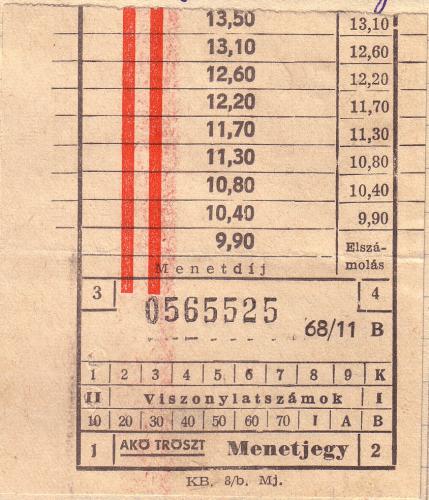 13,50 13,10
13,10 12,60
12,60 12,20
12,20 11,70
11,70 11,30
11,30 10,80
10,80 10,40
10,40 9,90
9,90 Elszá-
Menetdíj molás
3 4
0565525
68/11 B
1 2 3 4 5 6 7 8 9 K
II Viszonylatszámok I
10 20 30 40 50 60 70 I A B
1 AKÖ TRÖSZT Menetjegy 2
KB. 8/b. Mj.